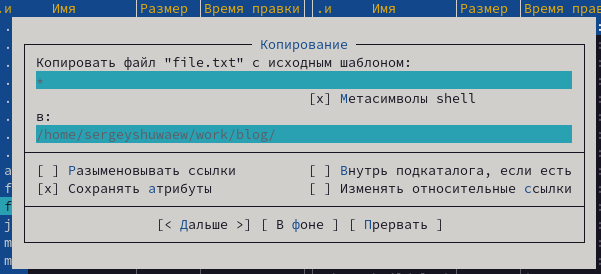 .и Имя Размер Время правки .и Имя Размер Время прав
Копирование
Копировать файл "file.txt" с исходным шаблоном:
*
[x] Метасимволы shell
в:
/home/sergeyshuwaew/work/blog/
[ ] Разыменовывать ссылки [ ] Внутрь подкаталога, если есть
[x] Сохранять атрибуты [ ] Изменять относительные ссылки
[< Дальше >] [ В фоне ] [ Прервать ]